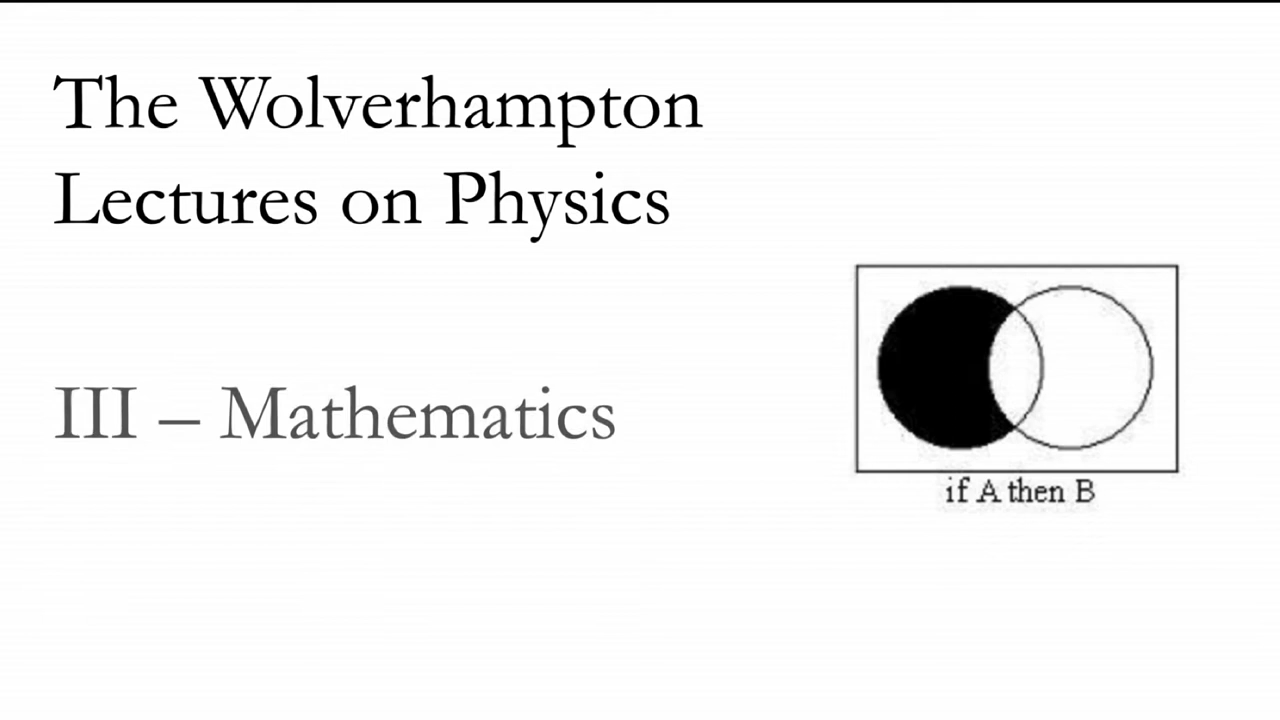 The Wolverhampton
Lectures on Physics
III – Mathematics
if A then B